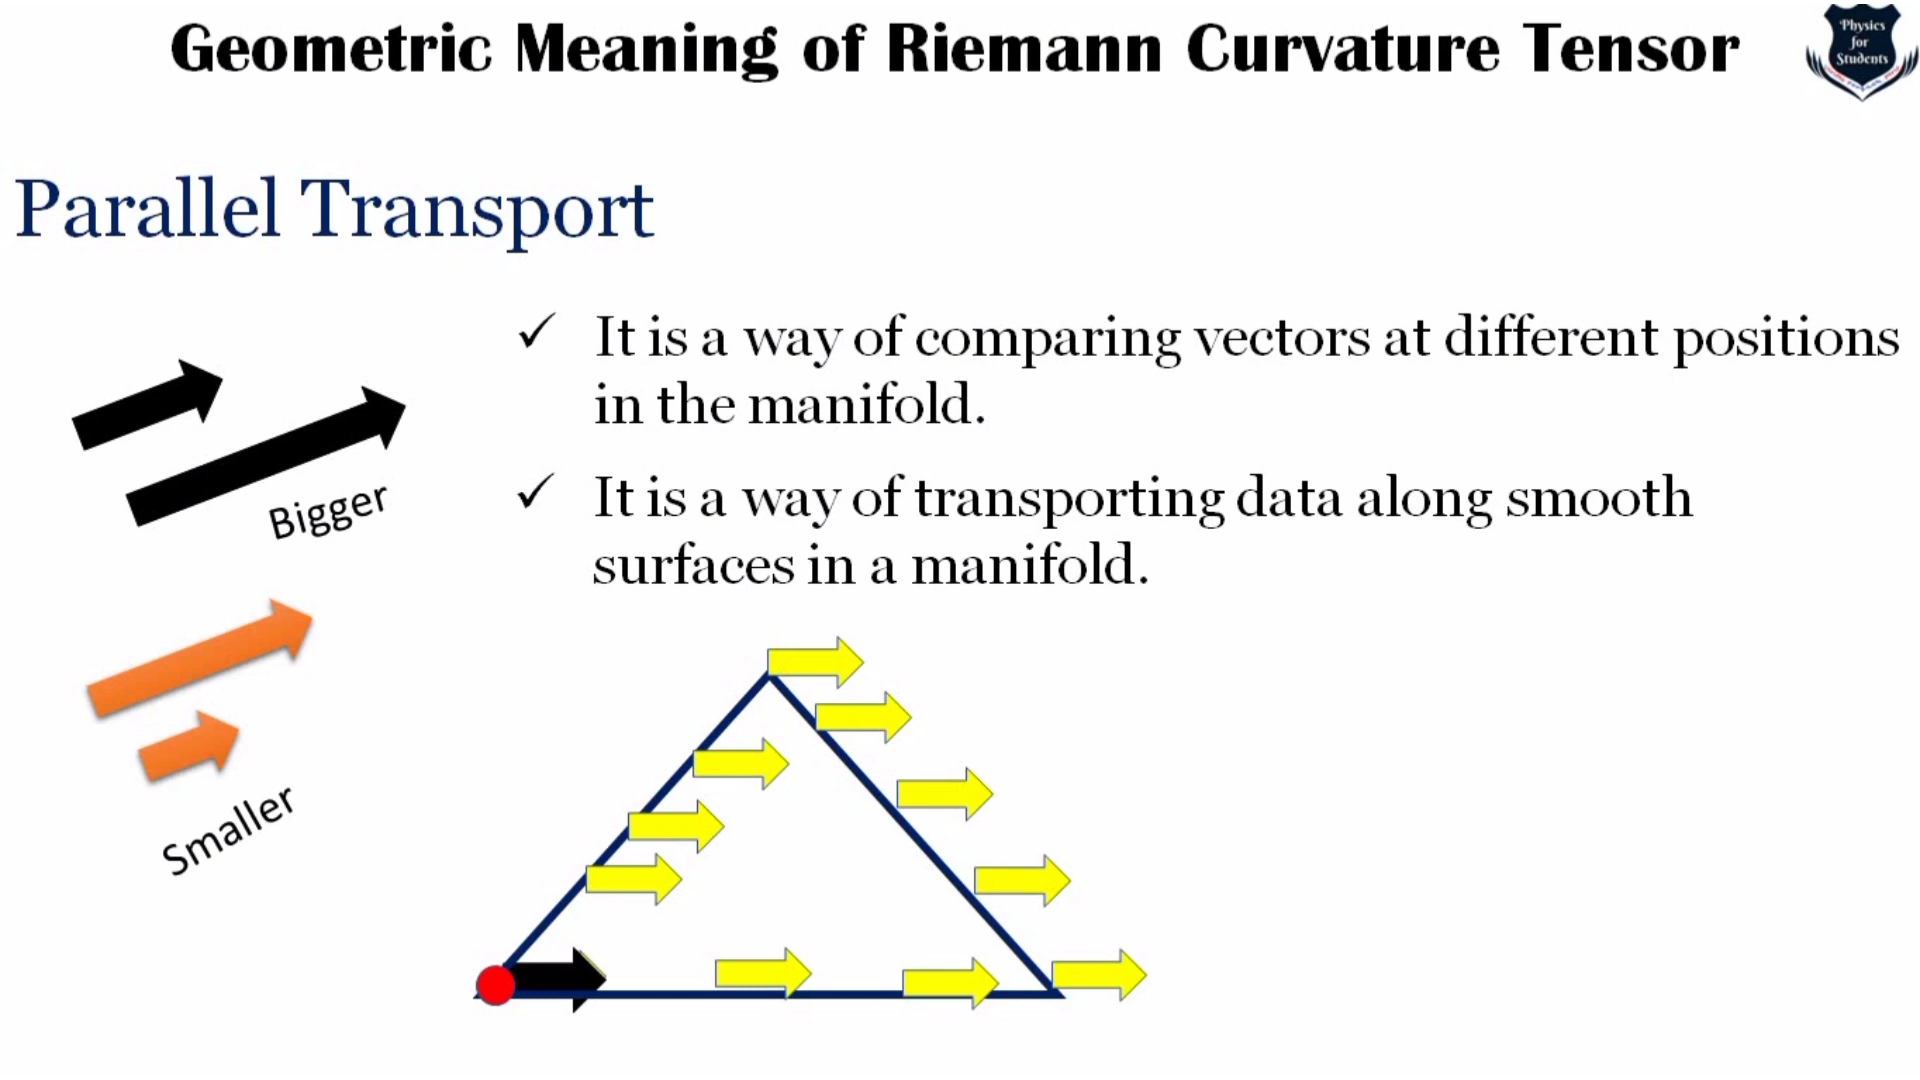 Geometric Meaning of Riemann Curvature Tensor
Physics
for
Students
Parallel Transport
✓ It is a way of comparing vectors at different positions
in the manifold.
✓ It is a way of transporting data along smooth
surfaces in a manifold.
Bigger
Smaller